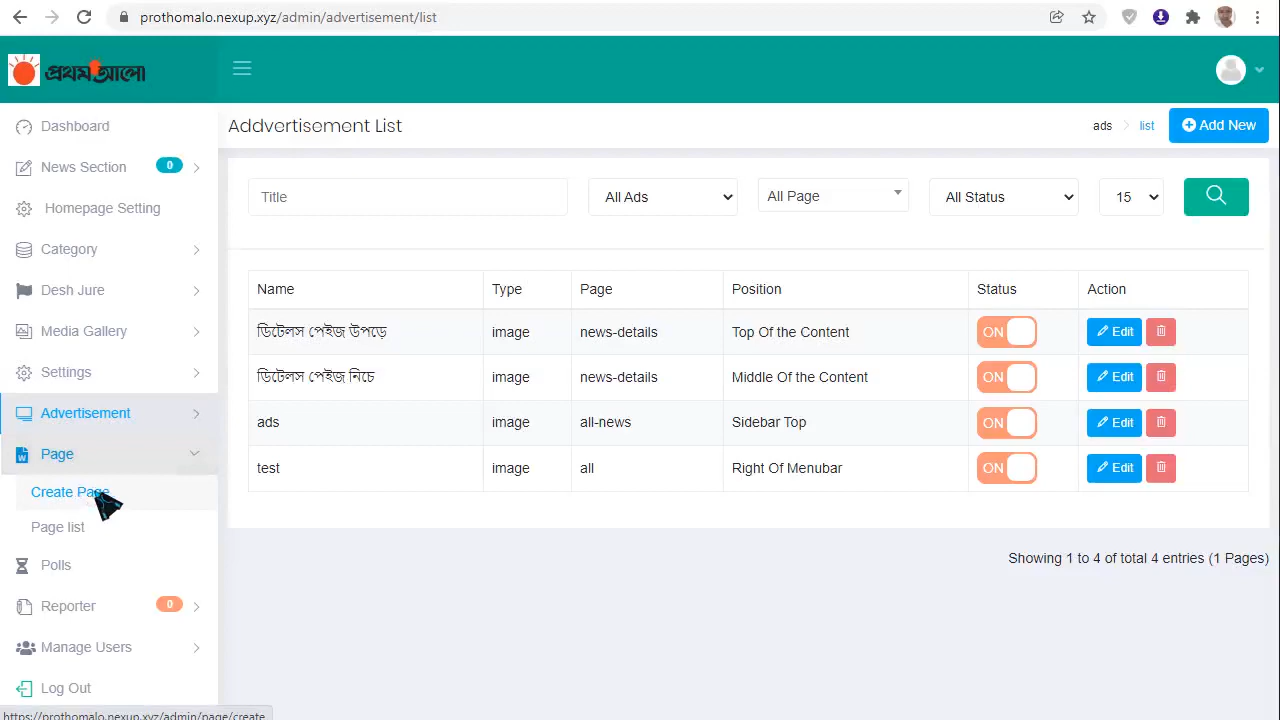 prothomalo.nexup.xyz/admin/advertisement/list
প্রথম আলো
Dashboard
News Section 0
Homepage Setting
Category
Desh Jure
Media Gallery
Settings
Advertisement
Page
Create Page
Page list
Polls
Reporter 0
Manage Users
Log Out
https://prothomalo.nexup.xyz/admin/page/create
Addvertisement List
ads list Add New
Title All Ads All Page All Status 15
Name Type Page Position Status Action
ডিটেলস পেইজ উপড়ে image news-details Top Of the Content ON Edit
ডিটেলস পেইজ নিচে image news-details Middle Of the Content ON Edit
ads image all-news Sidebar Top ON Edit
test image all Right Of Menubar ON Edit
Showing 1 to 4 of total 4 entries (1 Pages)